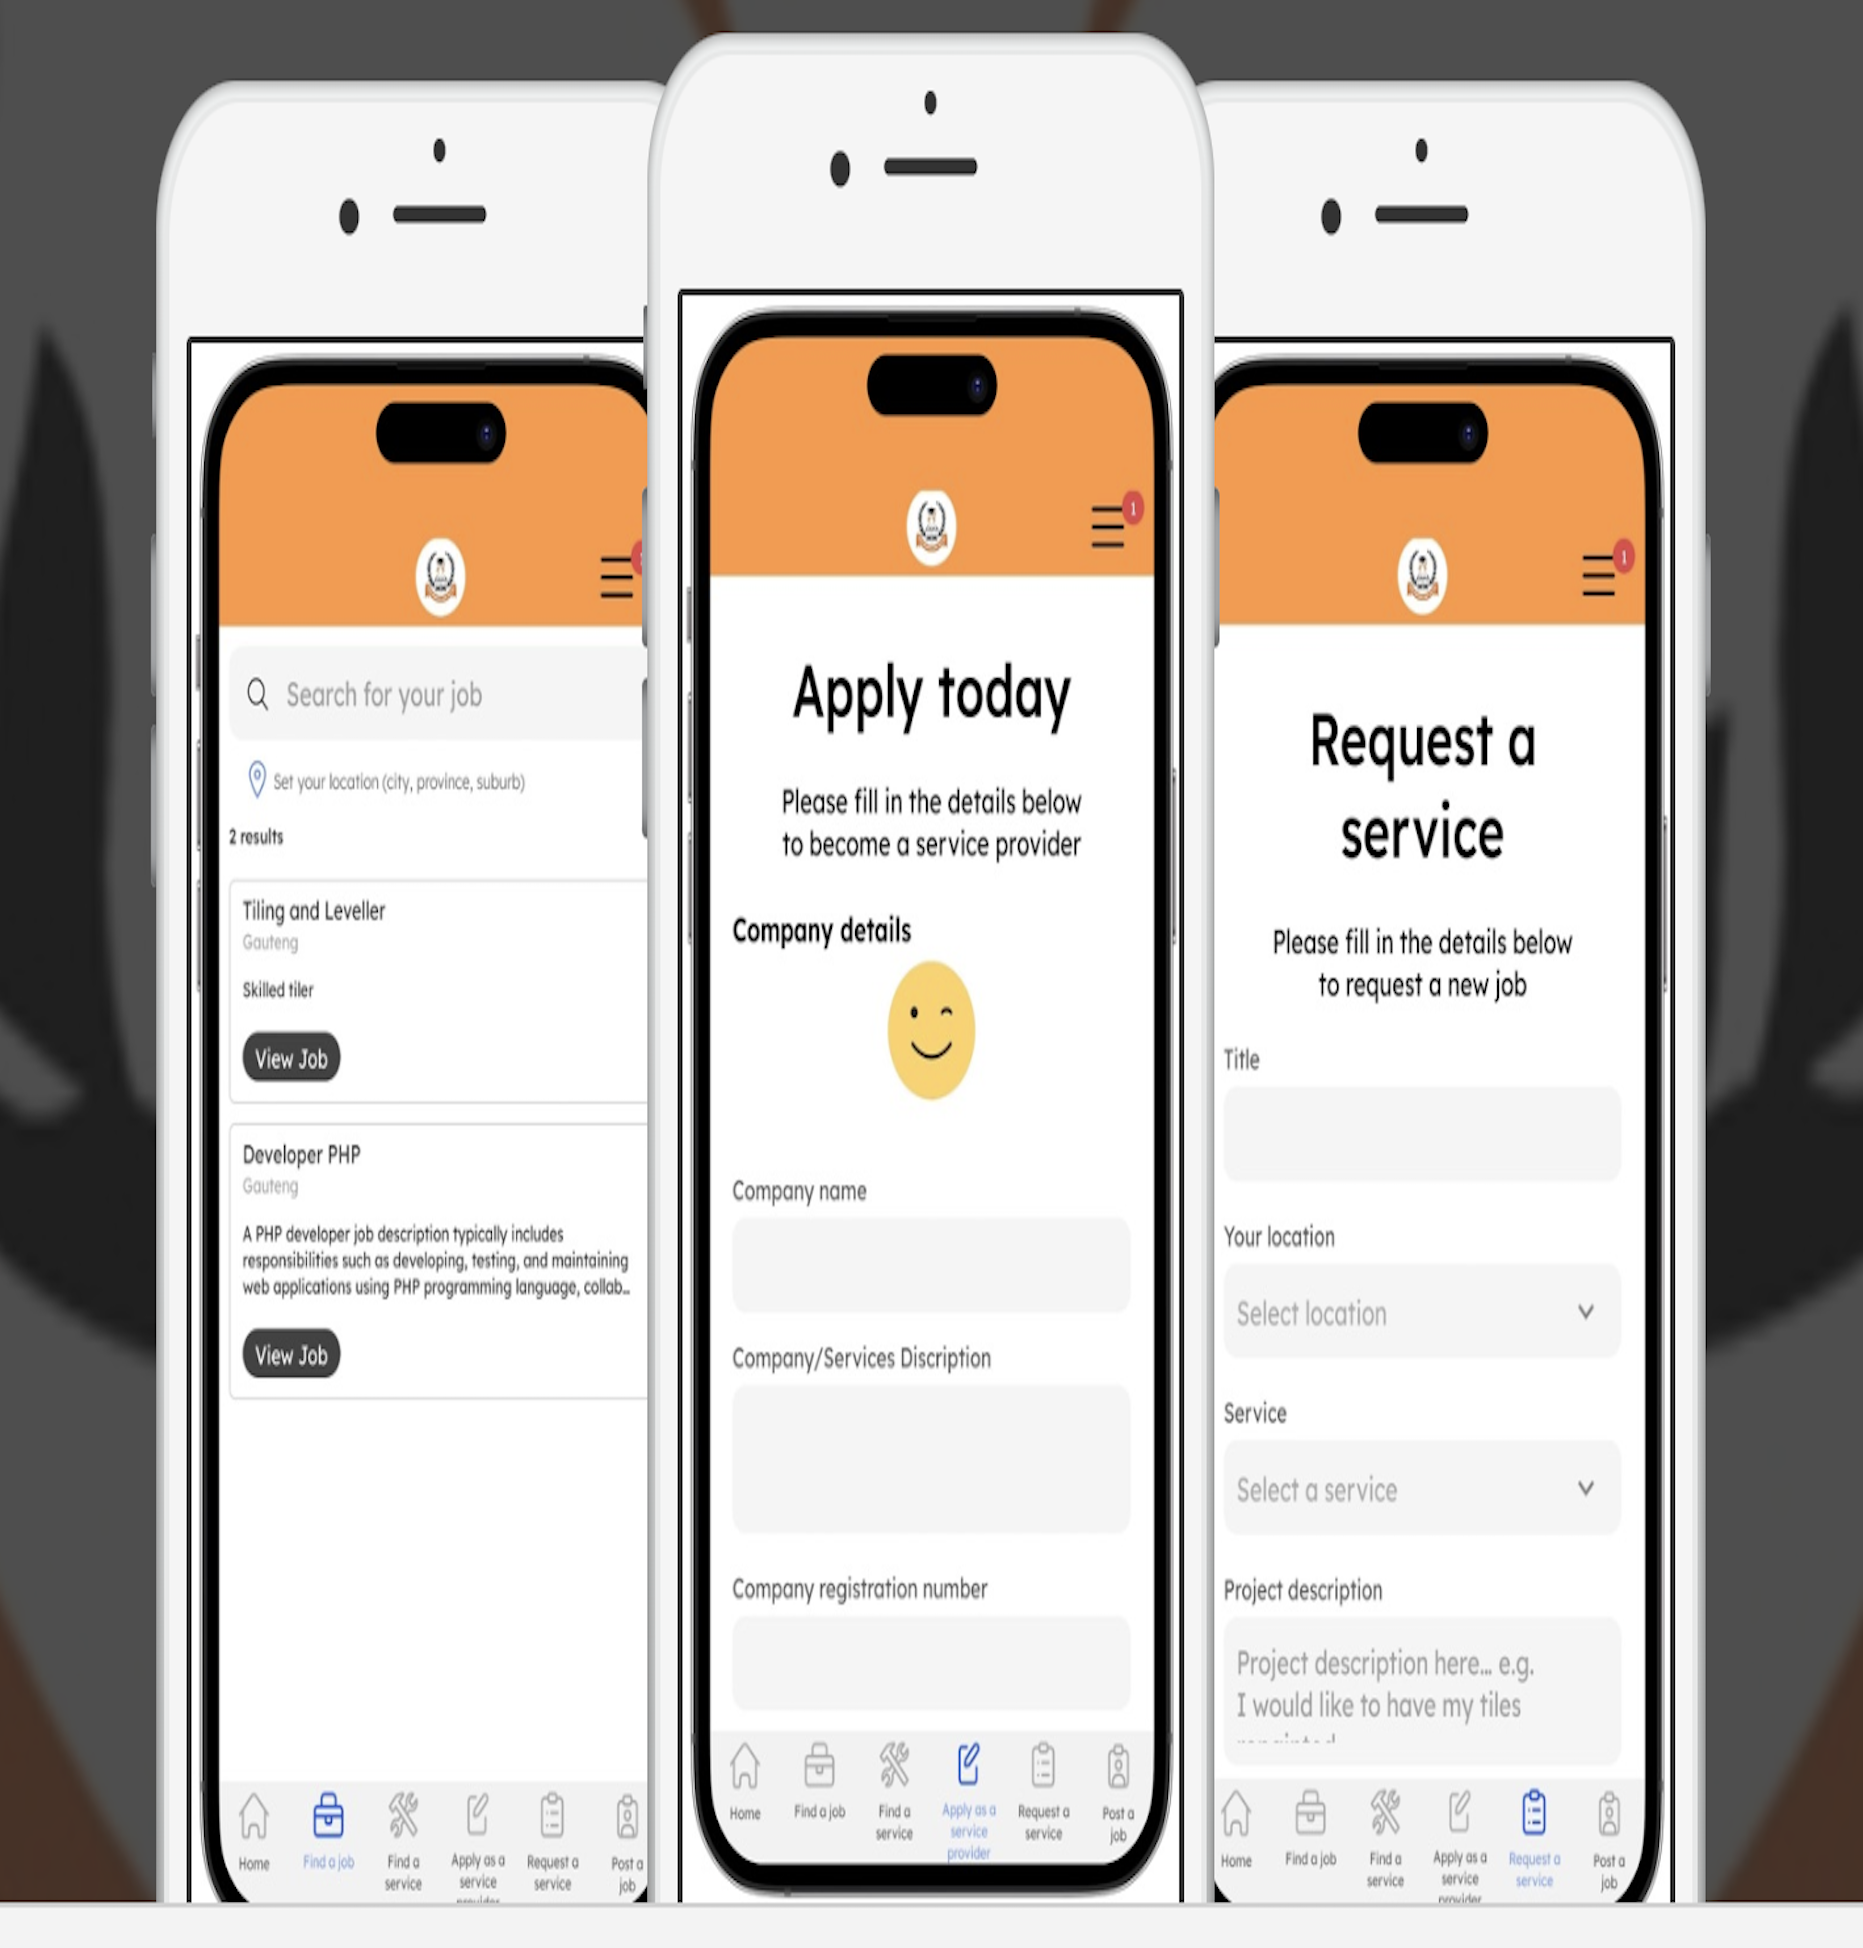 Search for your job
Set your location (city, province, suburb)
2 results
Tiling and Leveller
Gauteng
Skilled tiler
View Job
Developer PHP
Gauteng
A PHP developer job description typically includes
responsibilities such as developing, testing, and maintaining
web applications using PHP programming language, collab...
View Job
Home
Find a job
Find a
service
Apply as a
service
provider
Request a
service
Post a
job
1
Apply today
Please fill in the details below
to become a service provider
Company details
Company name
Company/Services Discription
Company registration number
Home
Find a job
Find a
service
Apply as a
service
provider
Request a
service
Post a
job
1
Request a
service
Please fill in the details below
to request a new job
Title
Your location
Select location
Service
Select a service
Project description
Project description here... e.g.
I would like to have my tiles
Home
Find a job
Find a
service
Apply as a
service
provider
Request a
service
Post a
job